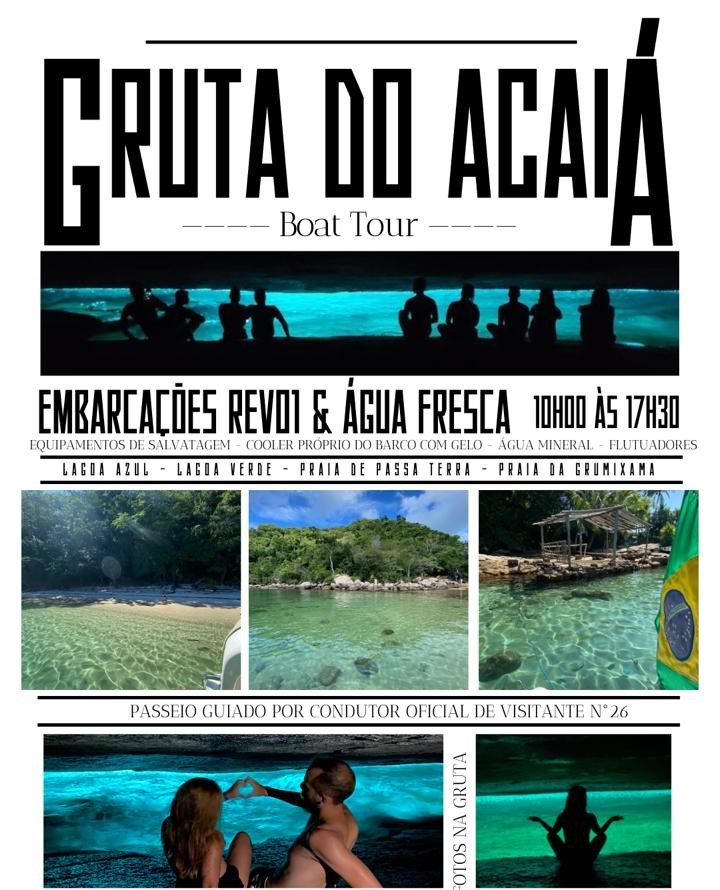 GRUTA DO ACAIÁ
---- Boat Tour ----
EMBARCAÇÕES REV01 & ÁGUA FRESCA 10H00 ÀS 17H30
EQUIPAMENTOS DE SALVATAGEM - COOLER PRÓPRIO DO BARCO COM GELO - ÁGUA MINERAL - FLUTUADORES
LAGOA AZUL - LAGOA VERDE - PRAIA DE PASSA TERRA - PRAIA DA GRUMIXAMA
PASSEIO GUIADO POR CONDUTOR OFICIAL DE VISITANTE N°26
FOTOS NA GRUTA